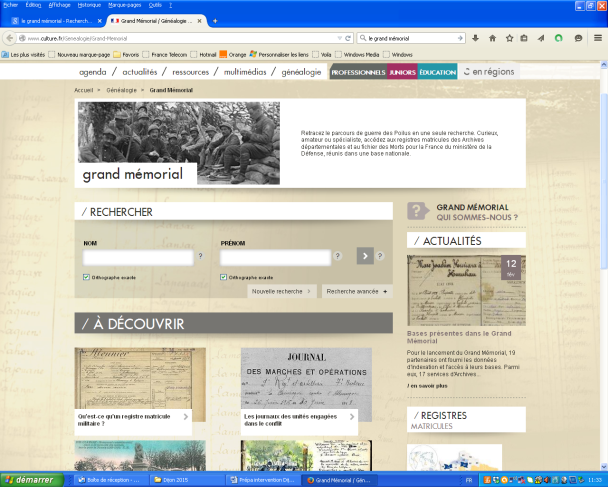 Fichier Édition Affichage Historique Marque-pages Outils ?
le grand mémorial - Recherch...
Grand Mémorial / Généalogie ...
www.culture.fr/Genealogie/Grand-Memorial
le grand mémorial
Les plus visités Nouveau marque-page Favoris France Telecom Hotmail Orange Personnaliser les liens Voila Windows Media Windows
agenda / actualités / ressources / multimédias / généalogie PROFESSIONNELS JUNIORS ÉDUCATION en régions
Accueil > Généalogie > Grand Mémorial
Retracez le parcours de guerre des Poilus en une seule recherche. Curieux,
amateur ou spécialiste, accédez aux registres matricules des Archives
départementales et au fichier des Morts pour la France du ministère de la
Défense, réunis dans une base nationale.
grand mémorial
/ RECHERCHER
NOM
PRÉNOM
?
?
?
Orthographe exacte
Orthographe exacte
Nouvelle recherche
Recherche avancée +
/ À DÉCOUVRIR
JOURNAL
DES MARCHES ET OPÉRATIONS
Qu'est-ce qu'un registre matricule
militaire ?
Les journaux des unités engagées
dans le conflit
?
GRAND MÉMORIAL
QUI SOMMES-NOUS ?
/ ACTUALITÉS
12
fév
Bases présentes dans le Grand
Mémorial
Pour le lancement du Grand Mémorial, 19
partenaires ont fourni les données
d'indexation et l'accès à leurs bases. Parmi
eux, 17 services d'Archives...
/ en savoir plus
/ REGISTRES
MATRICULES
démarrer
Boîte de réception - ...
Dijon 2015
Prépa intervention Dij...
Grand Mémorial / Gén...
FR
11:33